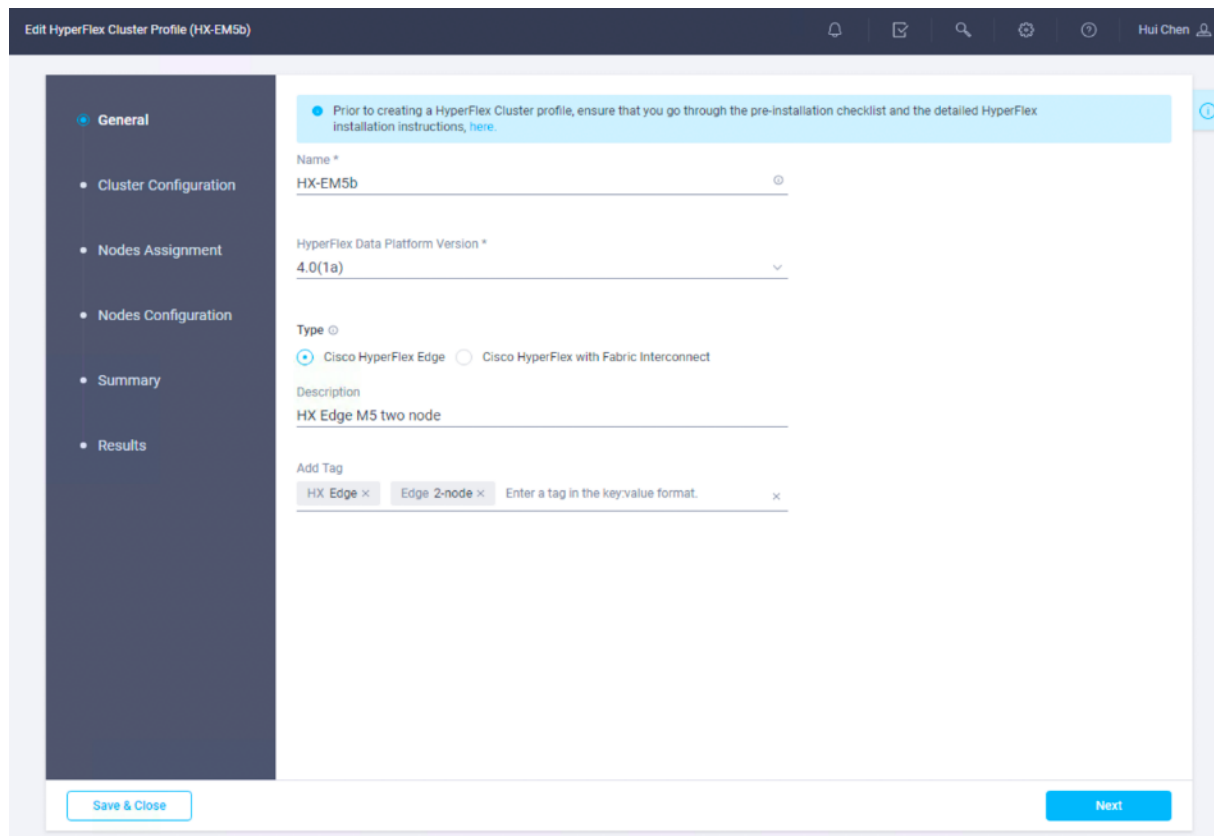 Edit HyperFlex Cluster Profile (HX-EM5b)
Hui Chen
General
Cluster Configuration
Nodes Assignment
Nodes Configuration
Summary
Results
Prior to creating a HyperFlex Cluster profile, ensure that you go through the pre-installation checklist and the detailed HyperFlex
installation instructions, here.
Name *
HX-EM5b
HyperFlex Data Platform Version *
4.0(1a)
Type
Cisco HyperFlex Edge Cisco HyperFlex with Fabric Interconnect
Description
HX Edge M5 two node
Add Tag
HX Edge × Edge 2-node × Enter a tag in the key:value format. ×
Save & Close Next